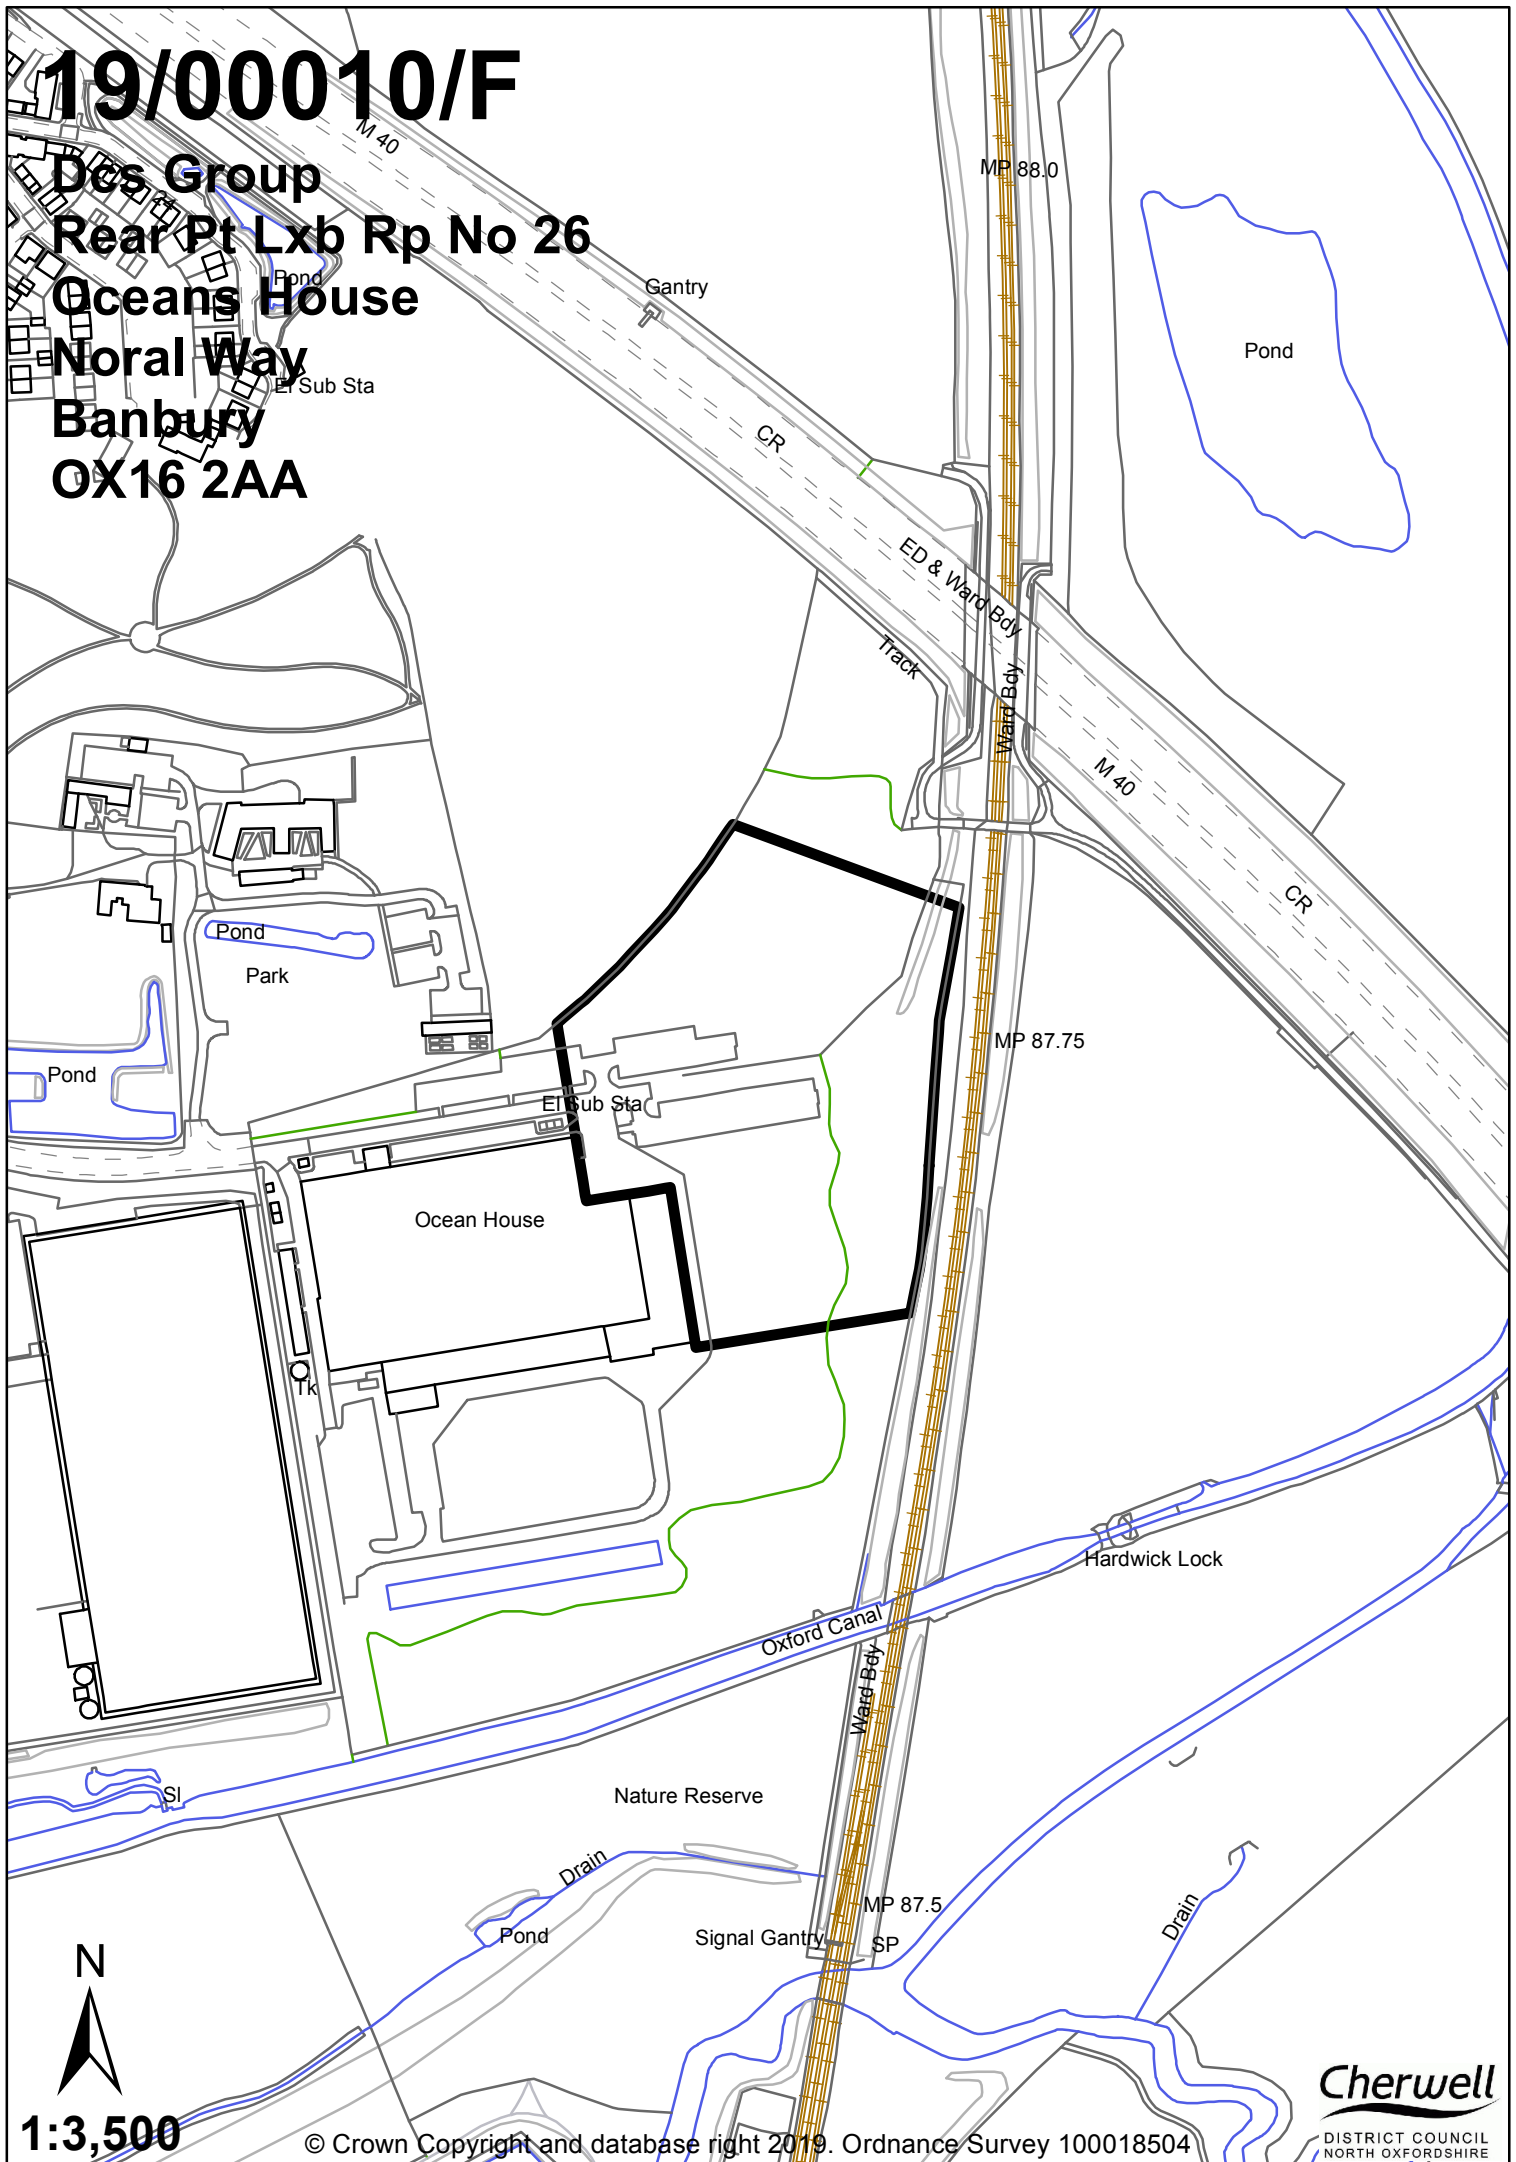 19/00010/F
Dcs Group
Rear Pt Lxb Rp No 26
Oceans House
Noral Way
Banbury
OX16 2AA
M 40
24
Pond
El Sub Sta
MP 88.0
Gantry
Pond
CR
ED & Ward Bdy
Track
Ward Bdy
M 40
CR
Pond
Park
Pond
MP 87.75
El Sub Sta
Ocean House
Tk
Hardwick Lock
Oxford Canal
Ward Bdy
Sl
Nature Reserve
Drain
Pond
MP 87.5
Signal Gantry
SP
Drain
N
1:3,500
© Crown Copyright and database right 2019. Ordnance Survey 100018504
Cherwell
DISTRICT COUNCIL
NORTH OXFORDSHIRE